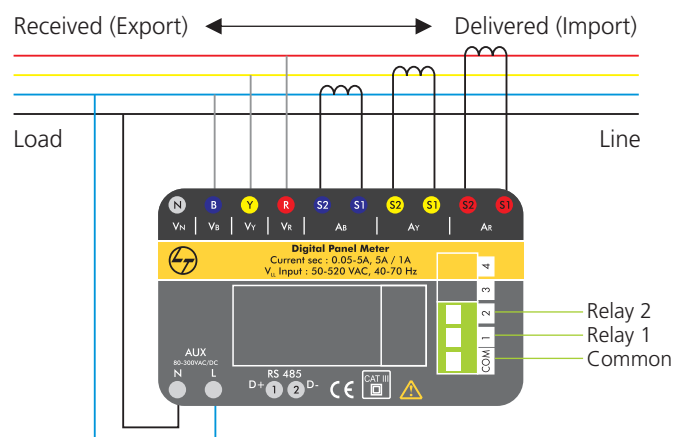 Received (Export) Delivered (Import)
Load Line
N B Y R S2 S1 S2 S1 S2 S1
VN VB VY VR AB AY AR
Digital Panel Meter
Current sec : 0.05-5A, 5A / 1A
VLL Input : 50-520 VAC, 40-70 Hz
4
3
2 Relay 2
1 Relay 1
COM Common
AUX
80-300VAC/DC
N L
RS 485
D+ 1 2 D-
CE CAT III